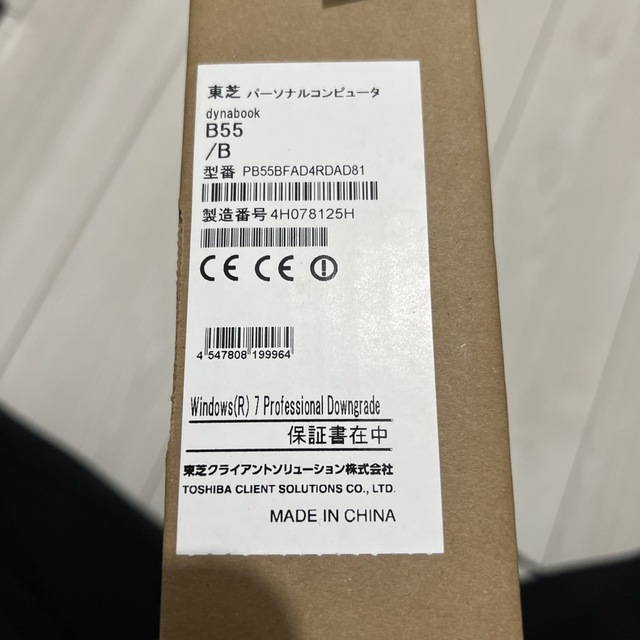 東芝 パーソナルコンピュータ
dynabook
B55
/B
型番 PB55BFAD4RDAD81
製造番号 4H078125H
CE CE
4 547808 199964
Windows(R) 7 Professional Downgrade
保証書在中
東芝クライアントソリューション株式会社
TOSHIBA CLIENT SOLUTIONS CO., LTD.
MADE IN CHINA